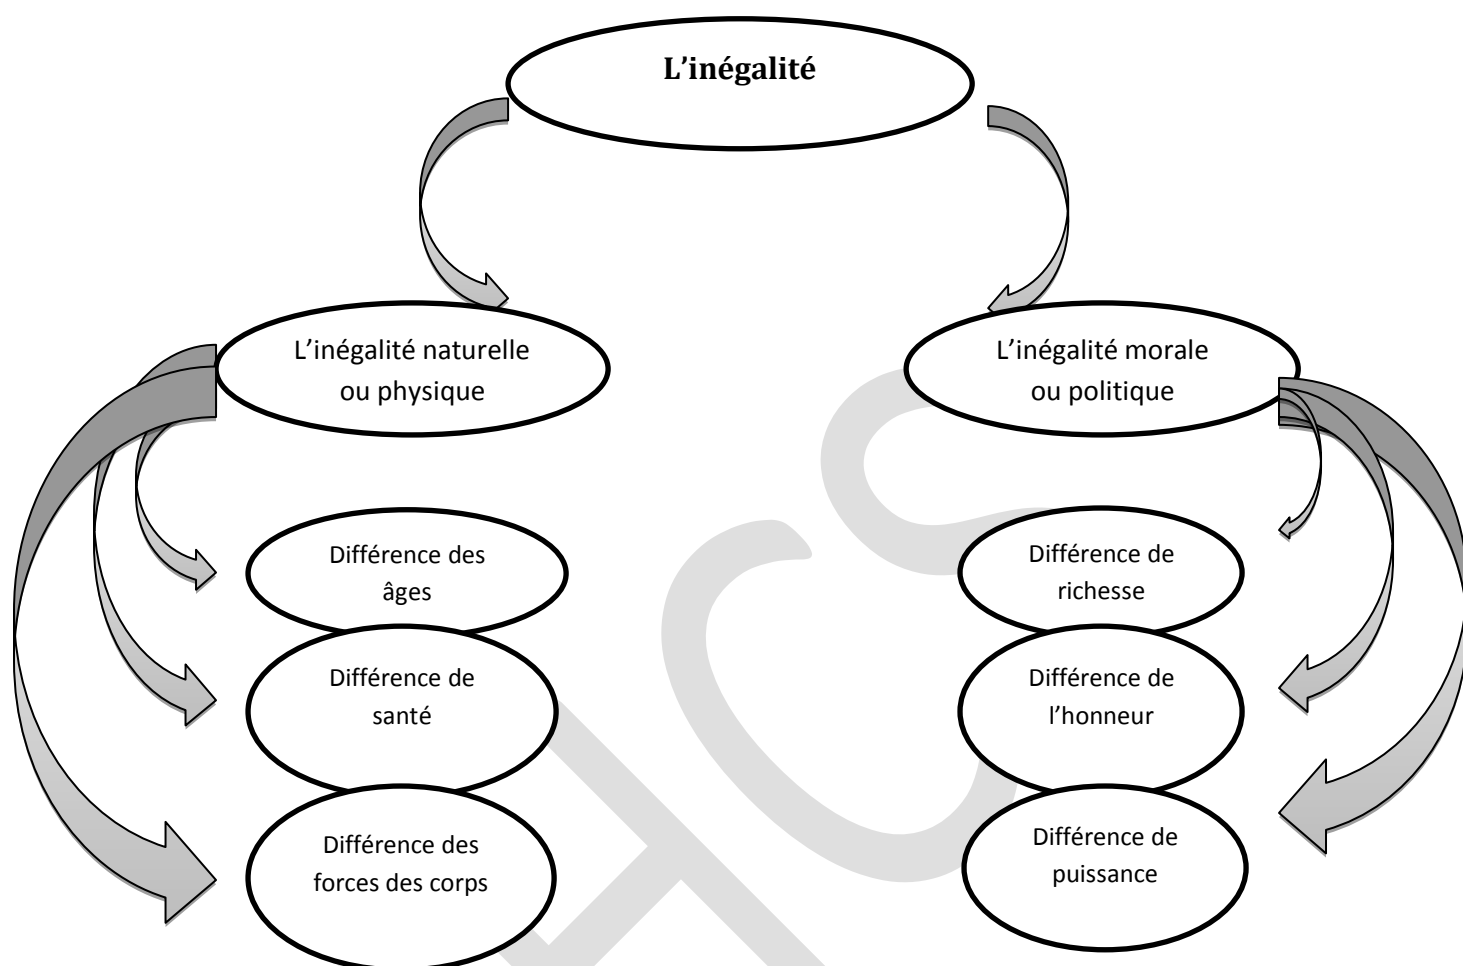 L’inégalité
L’inégalité naturelle
ou physique
L’inégalité morale
ou politique
Différence des
âges
Différence de
santé
Différence des
forces des corps
Différence de
richesse
Différence de
l’honneur
Différence de
puissance